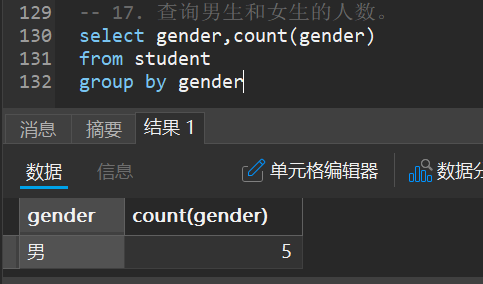 129 -- 17. 查询男生和女生的人数。
130 select gender,count(gender)
131 from student
132 group by gender
消息 摘要 结果 1
数据 信息 单元格编辑器 数据分
gender count(gender)
男 5